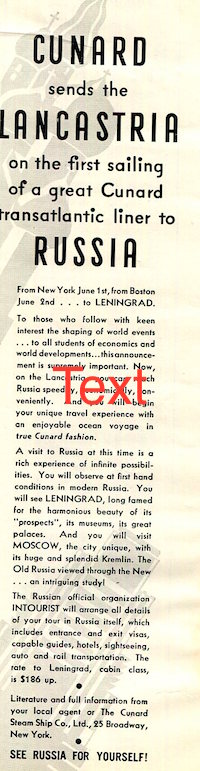 CUNARD
sends the
LANCASTRIA
on the first sailing
of a great Cunard
transatlantic liner to
RUSSIA
From New York June 1st, from Boston
June 2nd . . . to LENINGRAD.
To those who follow with keen
interest the shaping of world events
. . . to all students of economics and
world developments...this announce-
ment is supremely important. Now,
on the Lancastria, you can reach
Russia speedily, economically, con-
veniently. And you will
your unique travel experience with
an enjoyable ocean voyage in
true Cunard fashion.
A visit to Russia at this time is a
rich experience of infinite possibil-
ities. You will observe at first hand
conditions in modern Russia. You
will see LENINGRAD, long famed
for the harmonious beauty of its
"prospects", its museums, its great
palaces. And you will visit
MOSCOW, the city unique, with
its huge and splendid Kremlin. The
Old Russia viewed through the New
. . . an intriguing study!
The Russian official organization
INTOURIST will arrange all details
of your tour in Russia itself, which
includes entrance and exit visas,
capable guides, hotels, sightseeing,
auto and rail transportation. The
rate to Leningrad, cabin class,
is $186 up.
Literature and full information from
your local agent or The Cunard
Steam Ship Co., Ltd., 25 Broadway,
New York.
SEE RUSSIA FOR YOURSELF!
Text